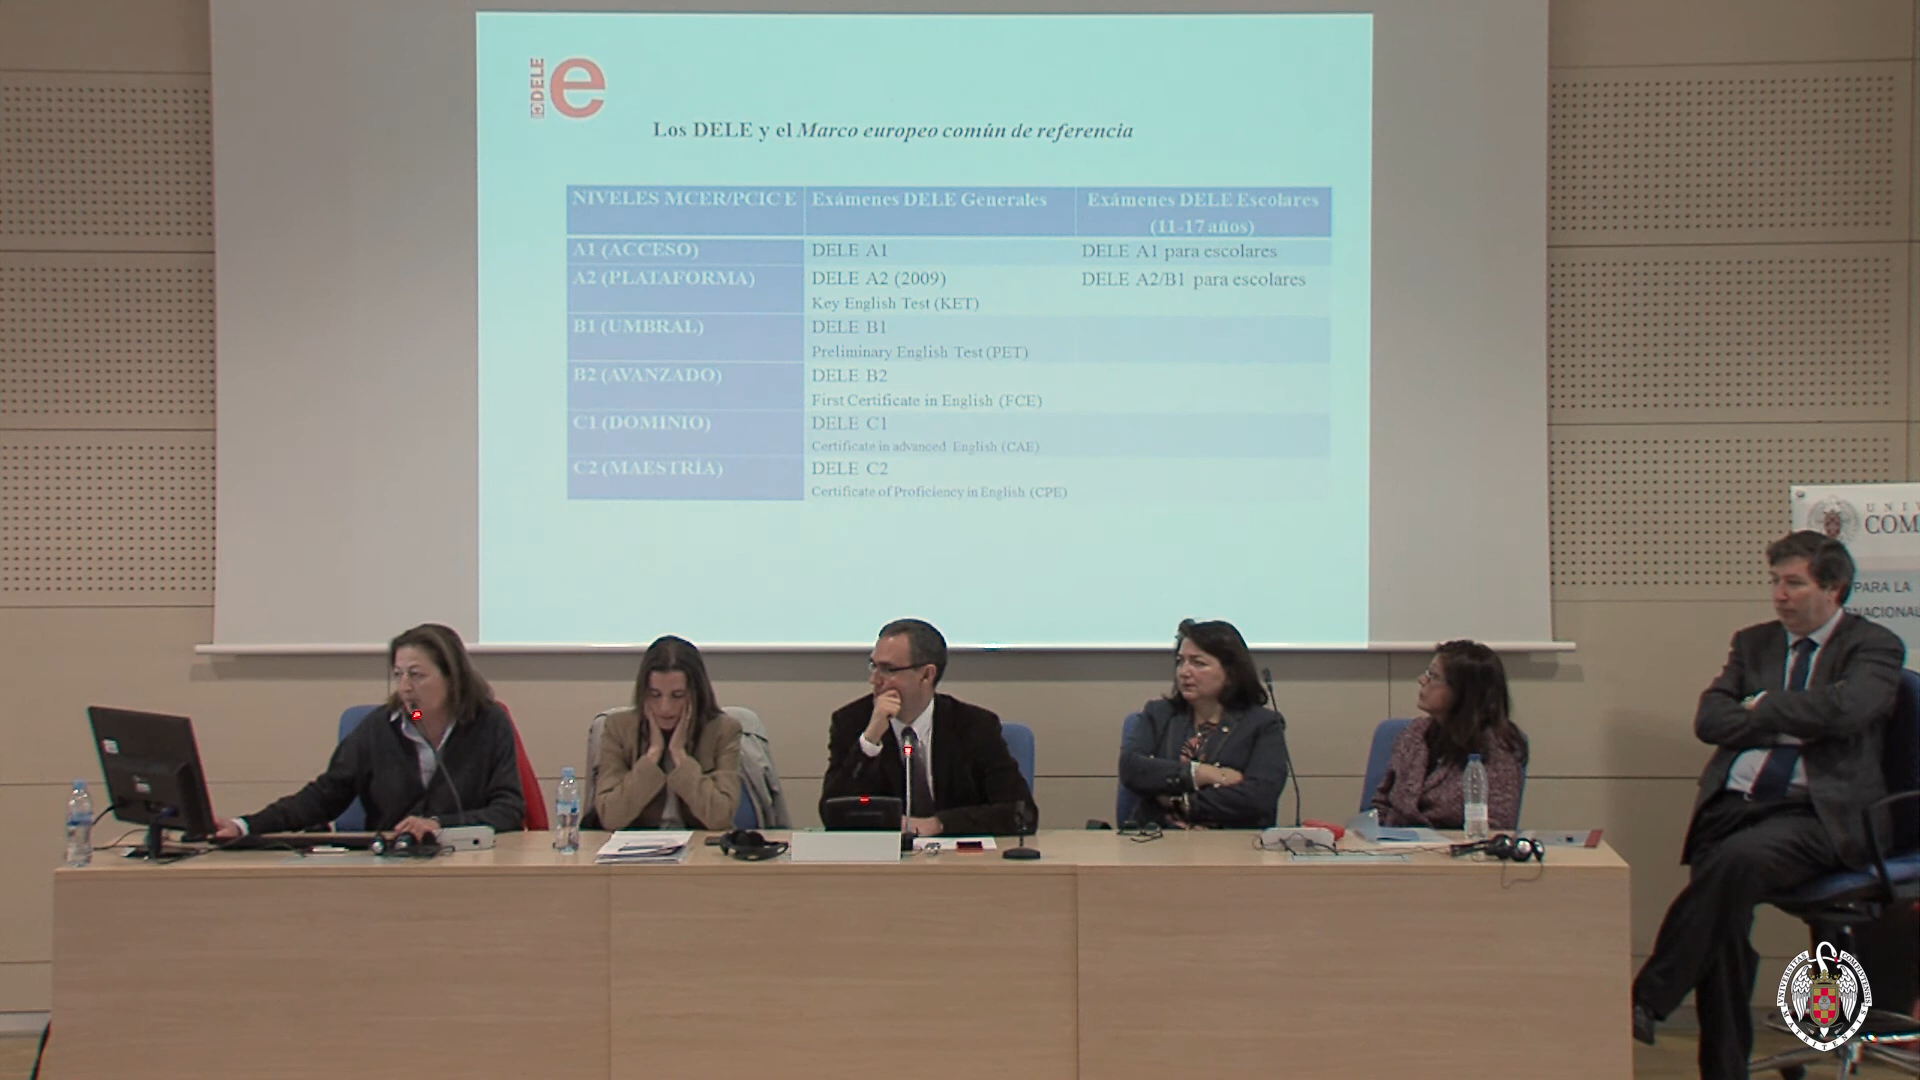 DELE
e
Los DELE y el Marco europeo común de referencia
NIVELES MCER/PCIC E
Exámenes DELE Generales
Exámenes DELE Escolares
(11-17 años)
A1 (ACCESO)
DELE A1
DELE A1 para escolares
A2 (PLATAFORMA)
DELE A2 (2009)
DELE A2/B1 para escolares
Key English Test (KET)
B1 (UMBRAL)
DELE B1
Preliminary English Test (PET)
B2 (AVANZADO)
DELE B2
First Certificate in English (FCE)
C1 (DOMINIO)
DELE C1
Certificate in advanced English (CAE)
C2 (MAESTRÍA)
DELE C2
Certificate of Proficiency in English (CPE)
UNIV
COM
PARA LA
NACIONAL
UNIVERSITAS COMPLUTENSIS
MATRITENSIS